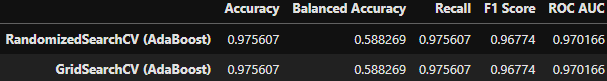 Accuracy Balanced Accuracy Recall F1 Score ROC AUC
RandomizedSearchCV (AdaBoost) 0.975607 0.588269 0.975607 0.96774 0.970166
GridSearchCV (AdaBoost) 0.975607 0.588269 0.975607 0.96774 0.970166